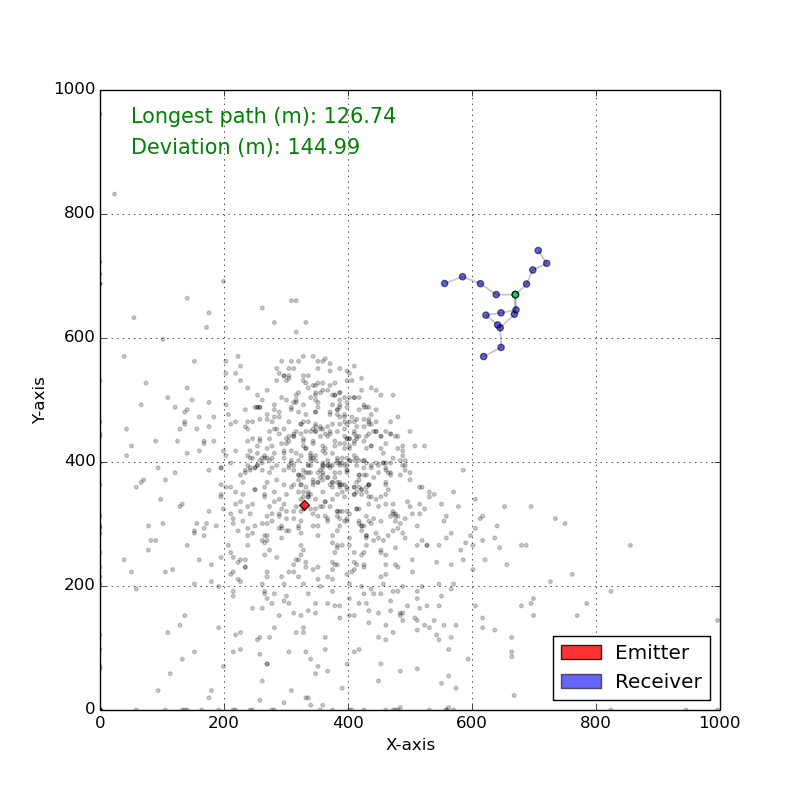 Longest path (m): 126.74
Deviation (m): 144.99
1000
800
600
400
200
0
Y-axis
0 200 400 600 800 1000
X-axis
Emitter
Receiver